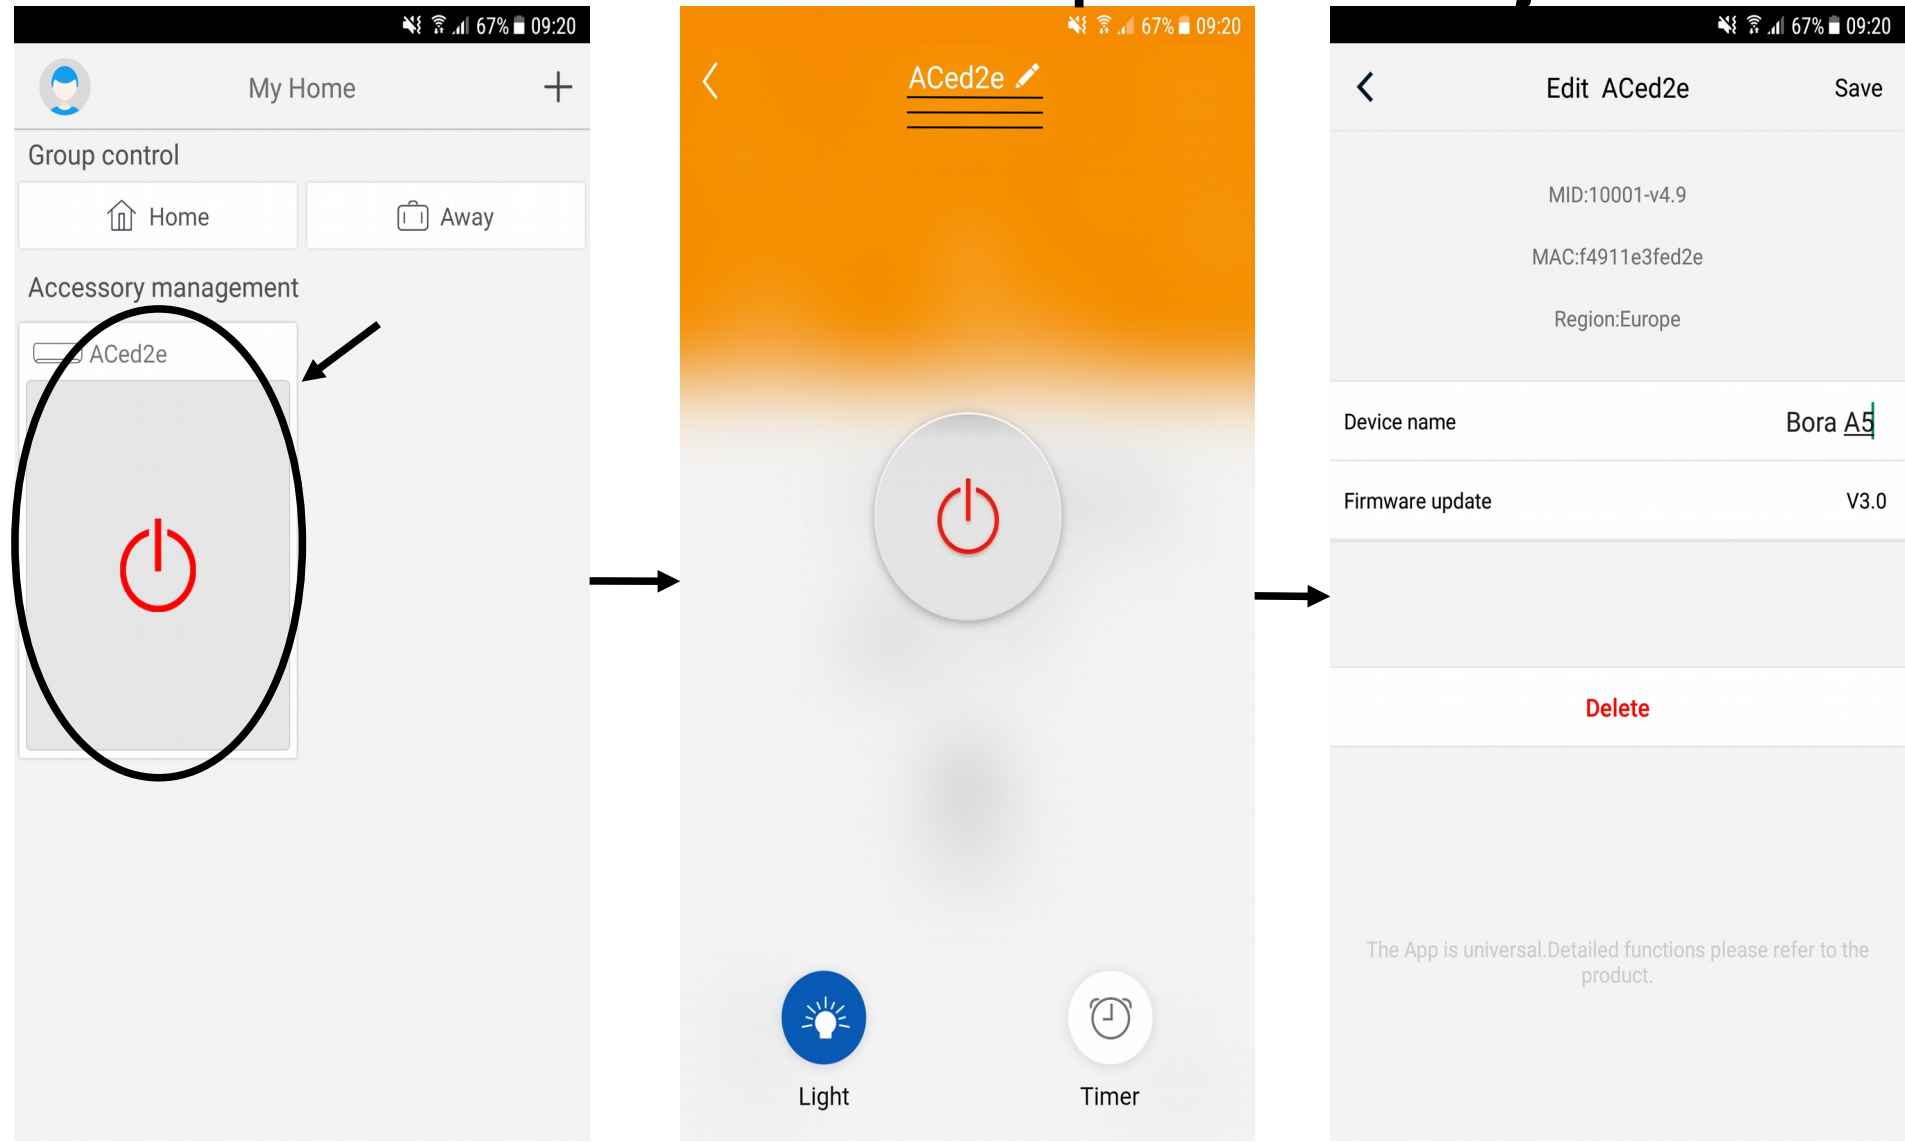 67% 09:20
My Home
Group control
Home
Away
Accessory management
ACed2e
67% 09:20
ACed2e
Light
Timer
67% 09:20
Edit ACed2e
Save
MID:10001-v4.9
MAC:f4911e3fed2e
Region:Europe
Device name
Bora A5
Firmware update
V3.0
Delete
The App is universal.Detailed functions please refer to the
product.